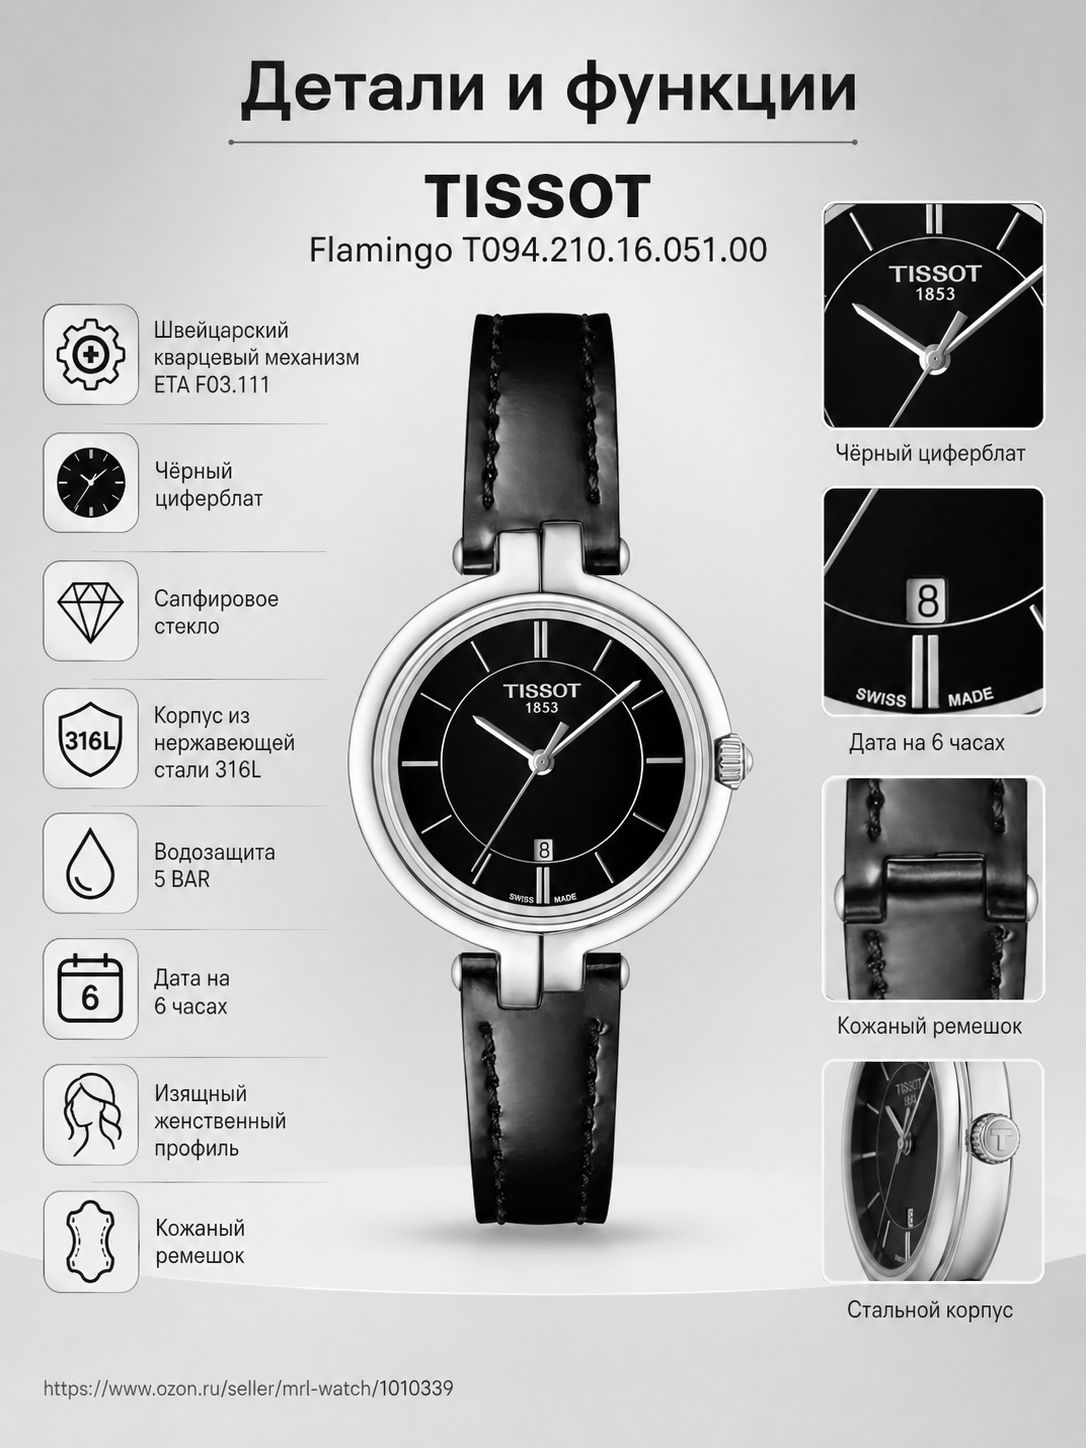 Детали и функции
TISSOT
Flamingo T094.210.16.051.00
Швейцарский
кварцевый механизм
ETA F03.111
Чёрный
циферблат
Сапфировое
стекло
316L
Корпус из
нержавеющей
стали 316L
Водозащита
5 BAR
6
Дата на
6 часах
Изящный
женственный
профиль
Кожаный
ремешок
TISSOT
1853
8
SWISS MADE
TISSOT
1853
Чёрный циферблат
8
SWISS MADE
Дата на 6 часах
Кожаный ремешок
TISSOT
T
Стальной корпус
https://www.ozon.ru/seller/mrl-watch/1010339